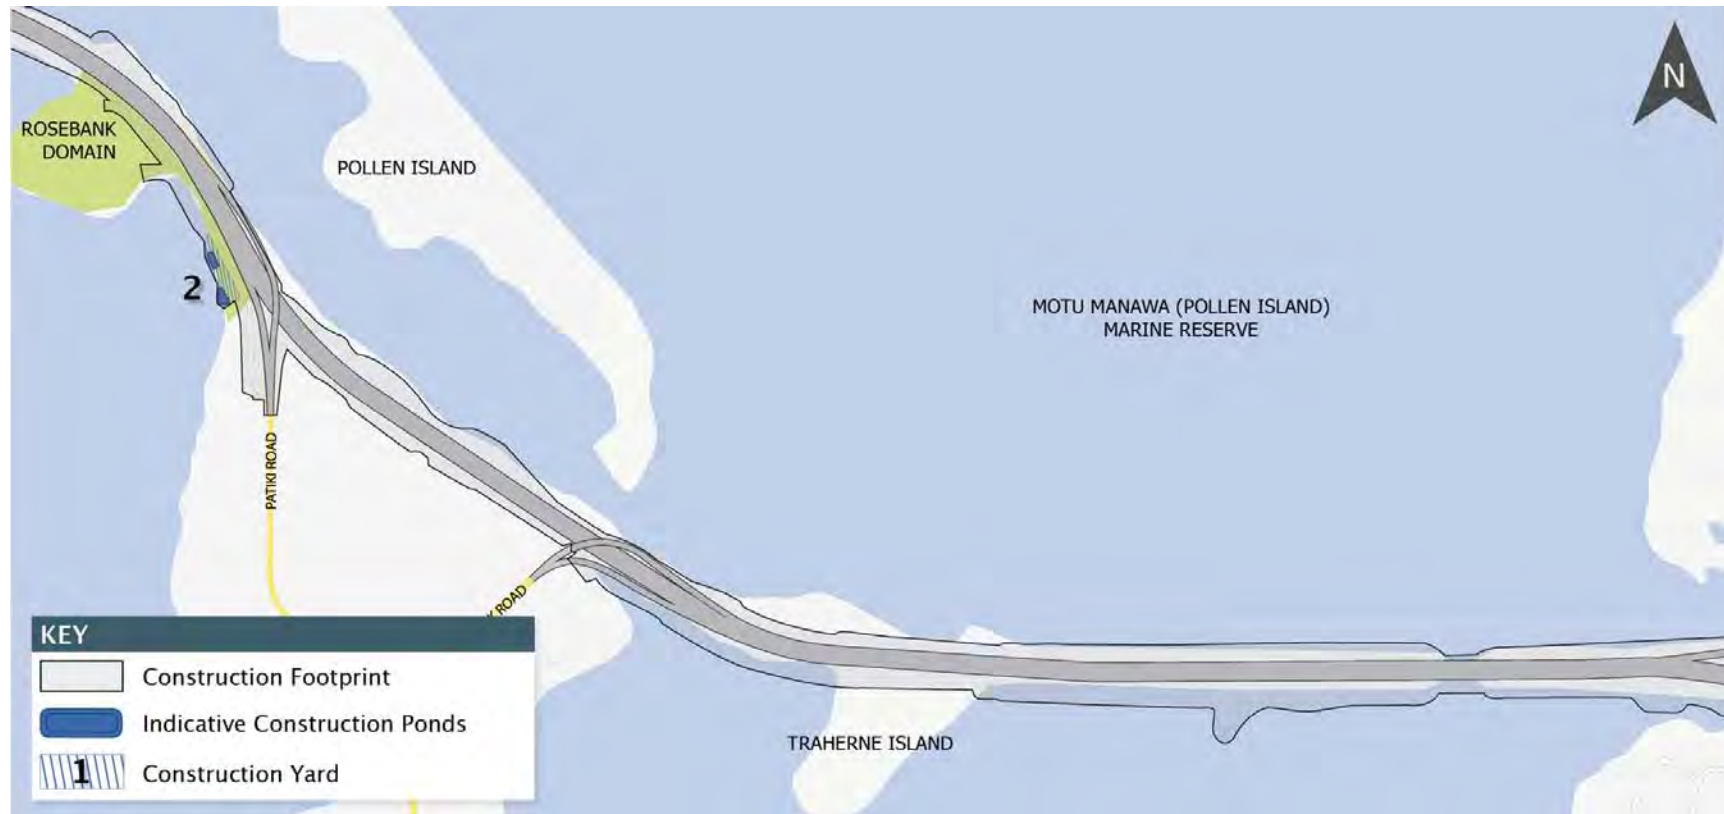 N
ROSEBANK
DOMAIN
POLLEN ISLAND
2
MOTU MANAWA (POLLEN ISLAND)
MARINE RESERVE
PATIKI ROAD
K ROAD
KEY
Construction Footprint
Indicative Construction Ponds
1
Construction Yard
TRAHERNE ISLAND